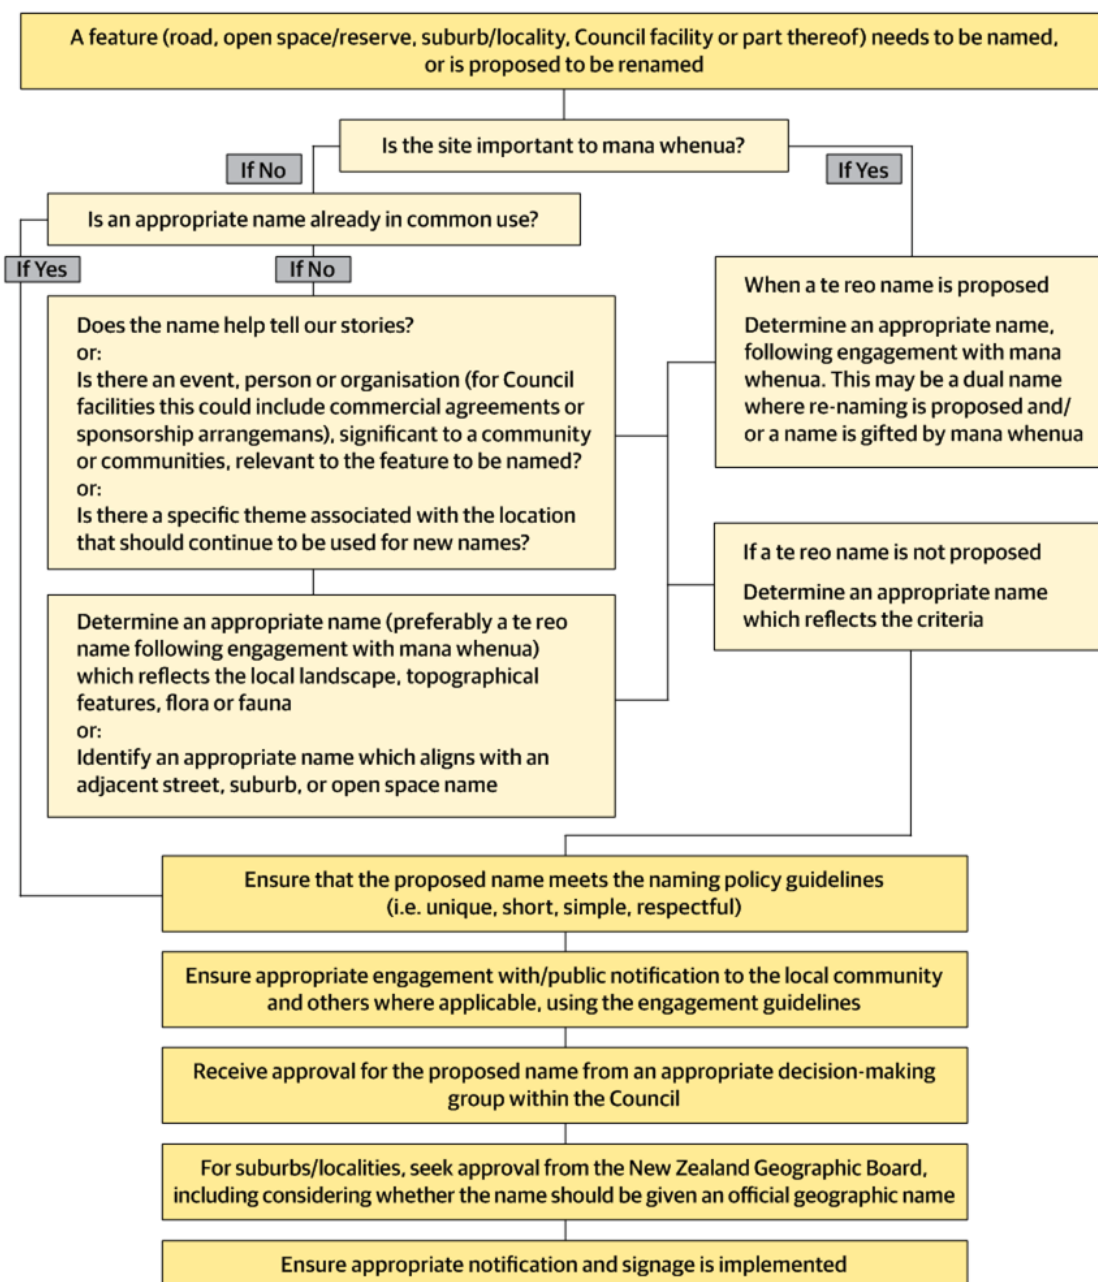 A feature (road, open space/reserve, suburb/locality, Council facility or part thereof) needs to be named,
or is proposed to be renamed
Is the site important to mana whenua?
If No
If Yes
Is an appropriate name already in common use?
If Yes
If No
Does the name help tell our stories?
or:
Is there an event, person or organisation (for Council
facilities this could include commercial agreements or
sponsorship arrangemans), significant to a community
or communities, relevant to the feature to be named?
or:
Is there a specific theme associated with the location
that should continue to be used for new names?
When a te reo name is proposed
Determine an appropriate name,
following engagement with mana
whenua. This may be a dual name
where re-naming is proposed and/
or a name is gifted by mana whenua
If a te reo name is not proposed
Determine an appropriate name
which reflects the criteria
Determine an appropriate name (preferably a te reo
name following engagement with mana whenua)
which reflects the local landscape, topographical
features, flora or fauna
or:
Identify an appropriate name which aligns with an
adjacent street, suburb, or open space name
Ensure that the proposed name meets the naming policy guidelines
(i.e. unique, short, simple, respectful)
Ensure appropriate engagement with/public notification to the local community
and others where applicable, using the engagement guidelines
Receive approval for the proposed name from an appropriate decision-making
group within the Council
For suburbs/localities, seek approval from the New Zealand Geographic Board,
including considering whether the name should be given an official geographic name
Ensure appropriate notification and signage is implemented